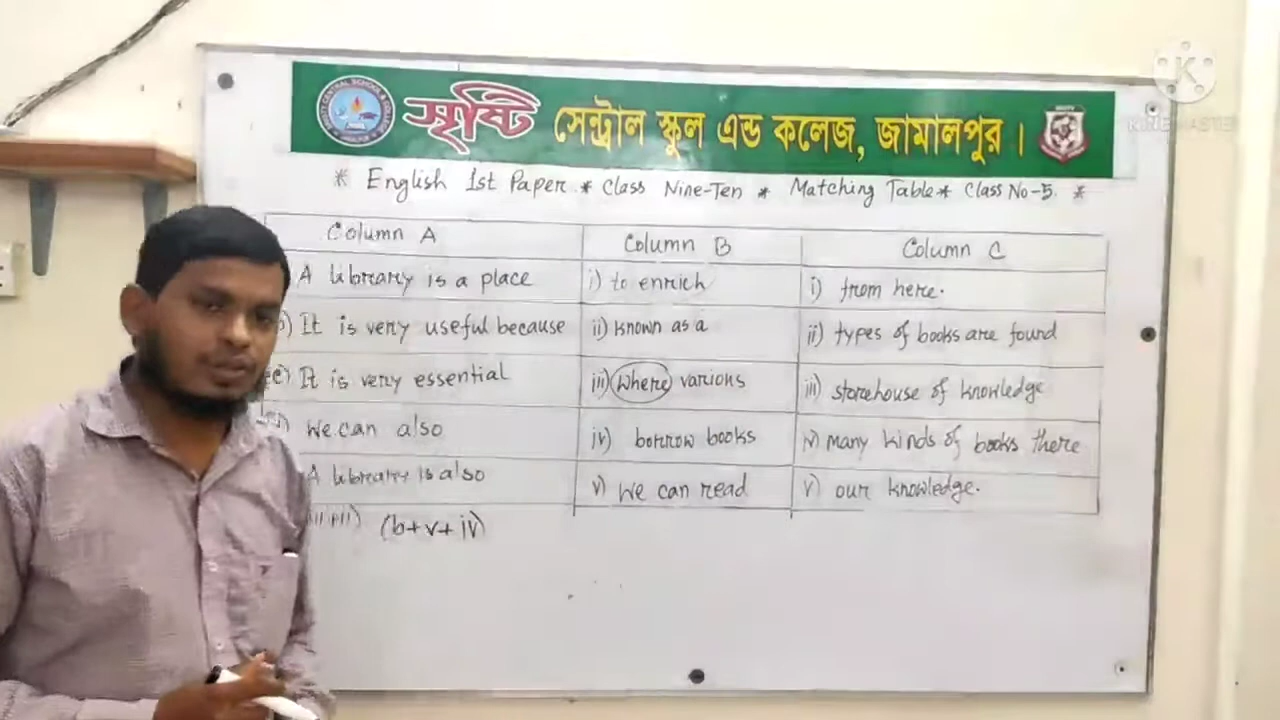 সৃষ্টি সেন্ট্রাল স্কুল এন্ড কলেজ, জামালপুর।
* English 1st Paper * Class Nine-Ten * Matching Table * Class No-5. *
Column A Column B Column C
A library is a place i) to enrich i) from here.
b) It is very useful because ii) known as a ii) types of books are found
c) It is very essential iii) where various iii) storehouse of knowledge
We can also iv) borrow books iv) many kinds of books there
A library is also v) we can read v) our knowledge.
(b+v+iv)
K
KINEMASTER